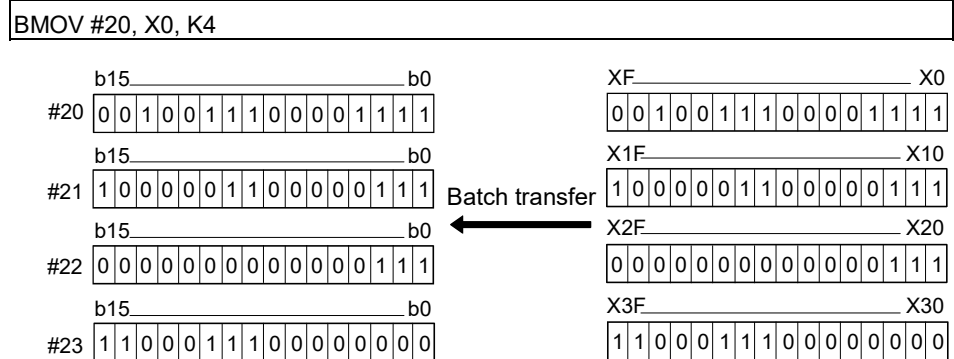 BMOV #20, X0, K4
b15 b0 XF X0
#20 0 0 1 0 0 1 1 1 0 0 0 0 1 1 1 1 0 0 1 0 0 1 1 1 0 0 0 0 1 1 1 1
b15 b0 X1F X10
#21 1 0 0 0 0 0 1 1 0 0 0 0 0 1 1 1 Batch transfer 1 0 0 0 0 0 1 1 0 0 0 0 0 1 1 1
b15 b0 X2F X20
#22 0 0 0 0 0 0 0 0 0 0 0 0 0 1 1 1 0 0 0 0 0 0 0 0 0 0 0 0 0 1 1 1
b15 b0 X3F X30
#23 1 1 0 0 0 1 1 1 0 0 0 0 0 0 0 0 1 1 0 0 1 1 1 0 0 0 0 0 0 0 0 0